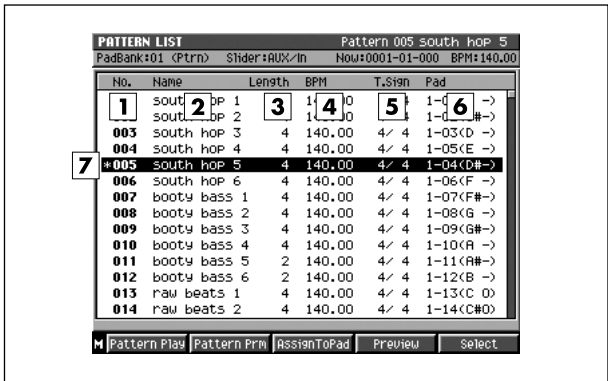 PATTERN LIST Pattern 005 south hop 5
PadBank:01 (Ptrn) Slider:AUX/In Now:0001-01-000 BPM:140.00
No. Name Length BPM T.Sign Pad
1 2 3 4 5 6
003 south hop 3 4 140.00 4/ 4 1-03(D -)
004 south hop 4 4 140.00 4/ 4 1-05(E -)
7 *005 south hop 5 4 140.00 4/ 4 1-04(D#-)
006 south hop 6 4 140.00 4/ 4 1-06(F -)
007 booty bass 1 4 140.00 4/ 4 1-07(F#-)
008 booty bass 2 4 140.00 4/ 4 1-08(G -)
009 booty bass 3 4 140.00 4/ 4 1-09(G#-)
010 booty bass 4 4 140.00 4/ 4 1-10(A -)
011 booty bass 5 2 140.00 4/ 4 1-11(A#-)
012 booty bass 6 2 140.00 4/ 4 1-12(B -)
013 raw beats 1 4 140.00 4/ 4 1-13(C 0)
014 raw beats 2 4 140.00 4/ 4 1-14(C#0)
M Pattern Play Pattern Prm AssignToPad Preview Select